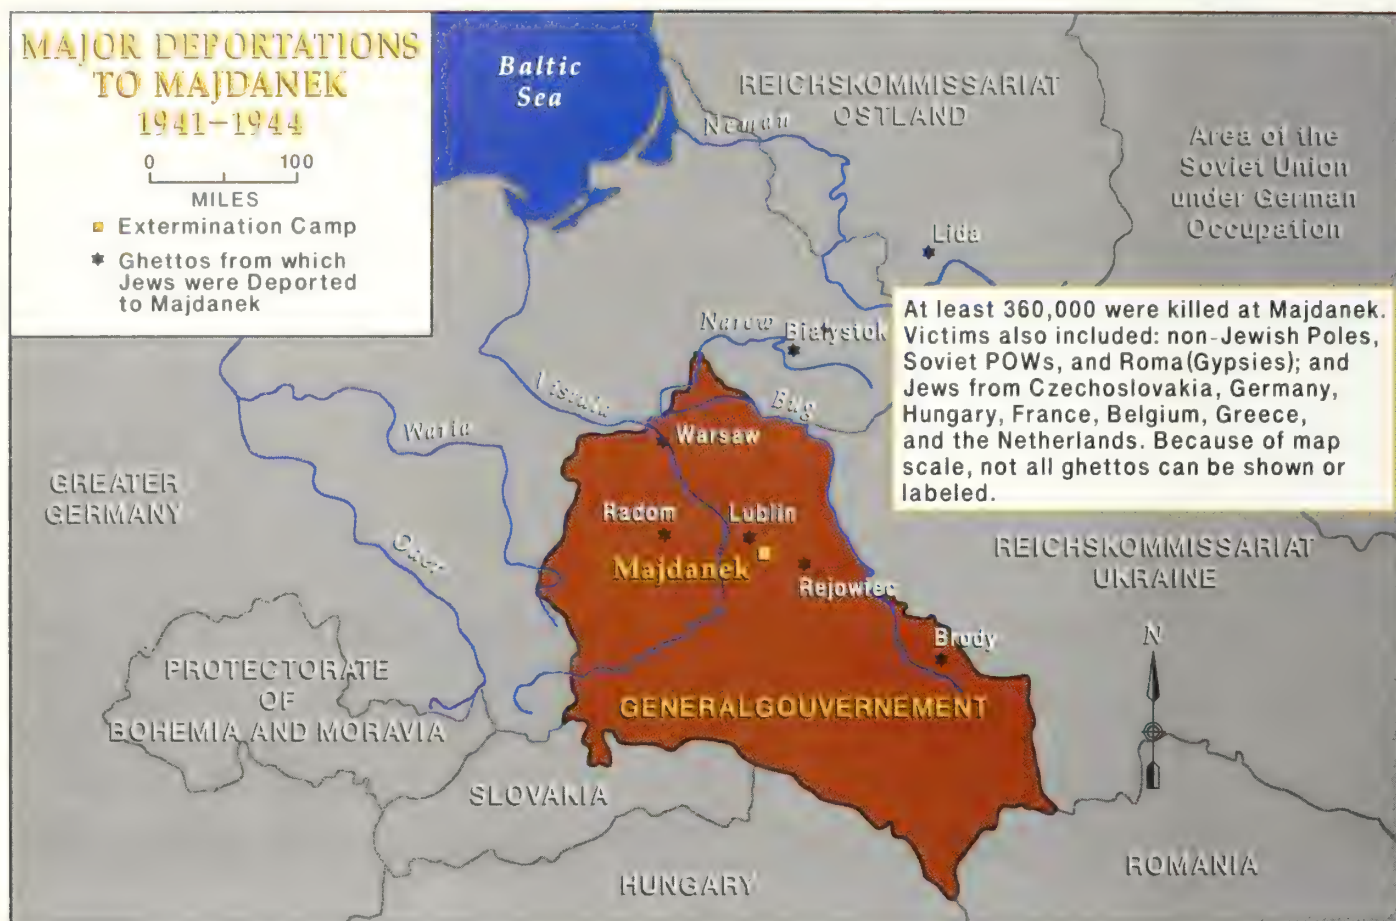 MAJOR DEPORTATIONS
TO MAJDANEK
1941–1944
0 100
MILES
Extermination Camp
Ghettos from which
Jews were Deported
to Majdanek
Baltic
Sea
REICHSKOMMISSARIAT
OSTLAND
Neman
Area of the
Soviet Union
under German
Occupation
Lida
At least 360,000 were killed at Majdanek.
Victims also included: non-Jewish Poles,
Soviet POWs, and Roma(Gypsies); and
Jews from Czechoslovakia, Germany,
Hungary, France, Belgium, Greece,
and the Netherlands. Because of map
scale, not all ghettos can be shown or
labeled.
Narew
Białystok
Vistula
Bug
Warta
Warsaw
GREATER
GERMANY
Radom
Lublin
Oder
Majdanek
Rejowiec
REICHSKOMMISSARIAT
UKRAINE
N
Brody
PROTECTORATE
OF
BOHEMIA AND MORAVIA
GENERALGOUVERNEMENT
SLOVAKIA
HUNGARY
ROMANIA